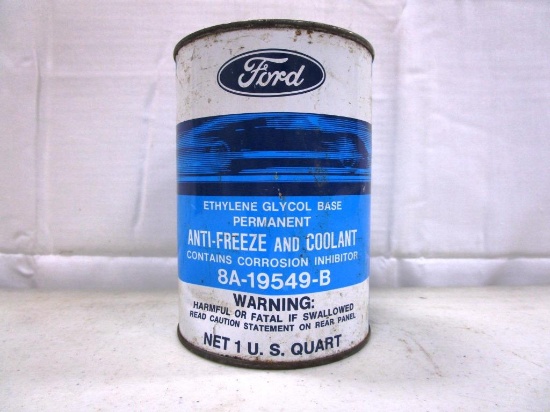 Ford
ETHYLENE GLYCOL BASE
PERMANENT
ANTI-FREEZE AND COOLANT
CONTAINS CORROSION INHIBITOR
8A-19549-B
WARNING:
HARMFUL OR FATAL IF SWALLOWED
READ CAUTION STATEMENT ON REAR PANEL
NET 1 U. S. QUART